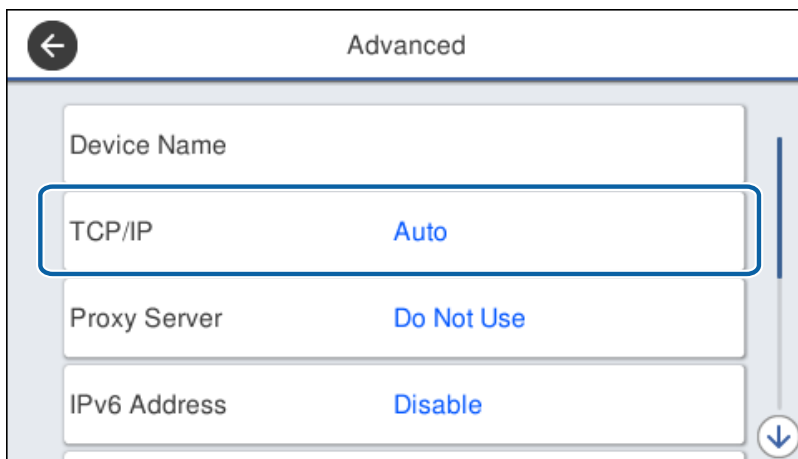 Advanced
Device Name
TCP/IP Auto
Proxy Server Do Not Use
IPv6 Address Disable